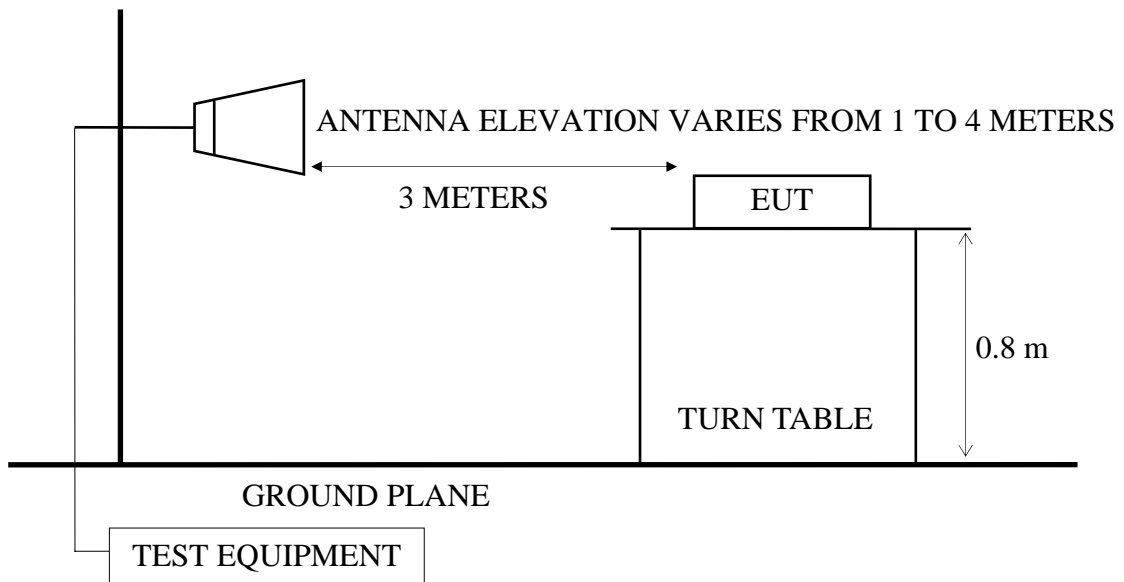 ANTENNA ELEVATION VARIES FROM 1 TO 4 METERS
3 METERS
EUT
0.8 m
TURN TABLE
GROUND PLANE
TEST EQUIPMENT